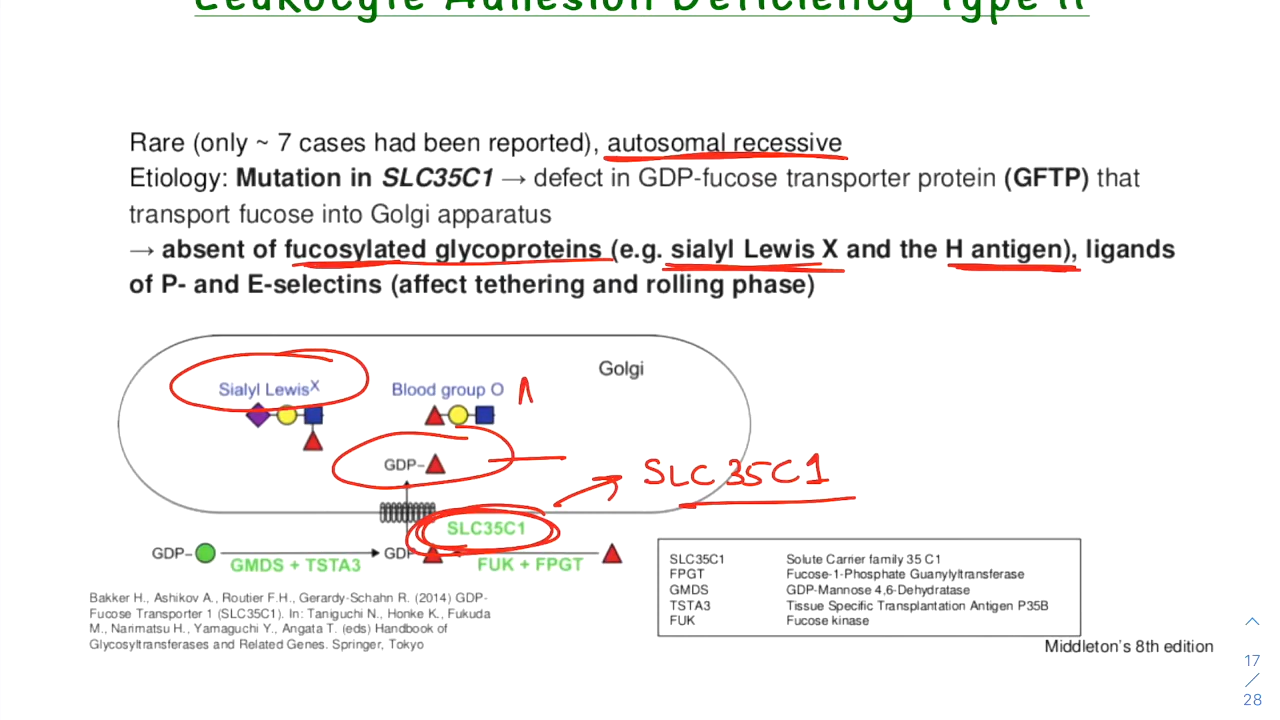 Leukocyte Adhesion Deficiency Type II
Rare (only ~ 7 cases had been reported), autosomal recessive
Etiology: Mutation in SLC35C1 → defect in GDP-fucose transporter protein (GFTP) that
transport fucose into Golgi apparatus
→ absent of fucosylated glycoproteins (e.g. sialyl Lewis X and the H antigen), ligands
of P- and E-selectins (affect tethering and rolling phase)
Golgi
Sialyl Lewisˣ
Blood group O
GDP-
SLC35C1
SLC35C1
GDP-
GMDS + TSTA3
GDP
FUK + FPGT
SLC35C1 Solute Carrier family 35 C1
FPGT Fucose-1-Phosphate Guanylyltransferase
GMDS GDP-Mannose 4,6-Dehydratase
TSTA3 Tissue Specific Transplantation Antigen P35B
FUK Fucose kinase
Bakker H., Ashikov A., Routier F.H., Gerardy-Schahn R. (2014) GDP-
Fucose Transporter 1 (SLC35C1). In: Taniguchi N., Honke K., Fukuda
M., Narimatsu H., Yamaguchi Y., Angata T. (eds) Handbook of
Glycosyltransferases and Related Genes. Springer, Tokyo
Middleton's 8th edition
17
/
28